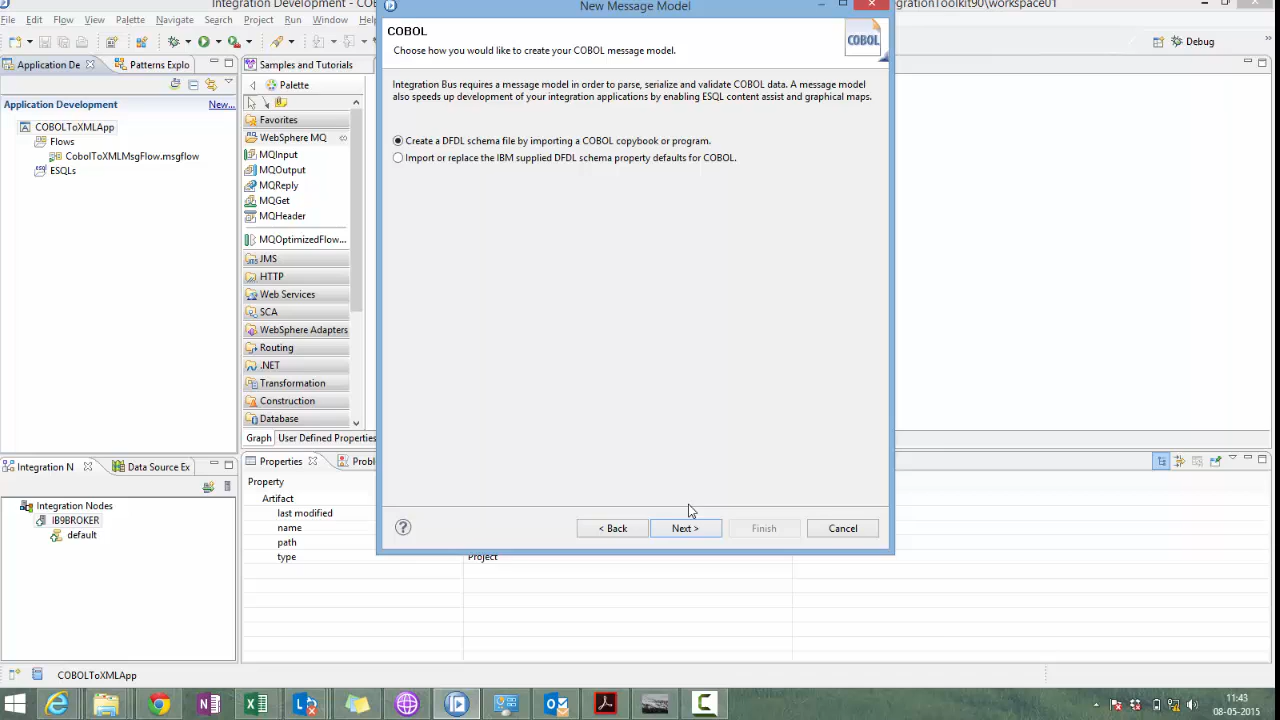 Integration Development - COB
New Message Model
egrationToolkit90\workspace01
File Edit Flow View Palette Navigate Search Project Run Window
Debug
Application De
Patterns Explo
Application Development
New...
COBOLToXMLApp
Flows
CobolToXMLMsgFlow.msgflow
ESQLs
Samples and Tutorials
Palette
Favorites
WebSphere MQ
MQInput
MQOutput
MQReply
MQGet
MQHeader
MQOptimizedFlow...
JMS
HTTP
Web Services
SCA
WebSphere Adapters
Routing
.NET
Transformation
Construction
Database
Graph User Defined Properties
COBOL
Choose how you would like to create your COBOL message model.
COBOL
Integration Bus requires a message model in order to parse, serialize and validate COBOL data. A message model
also speeds up development of your integration applications by enabling ESQL content assist and graphical maps.
Create a DFDL schema file by importing a COBOL copybook or program.
Import or replace the IBM supplied DFDL schema property defaults for COBOL.
< Back
Next >
Finish
Cancel
Integration N
Data Source Ex
Integration Nodes
IB9BROKER
default
Properties
Probl
Property
Artifact
last modified
name
path
type
Project
COBOLToXMLApp
11:43
08-05-2015